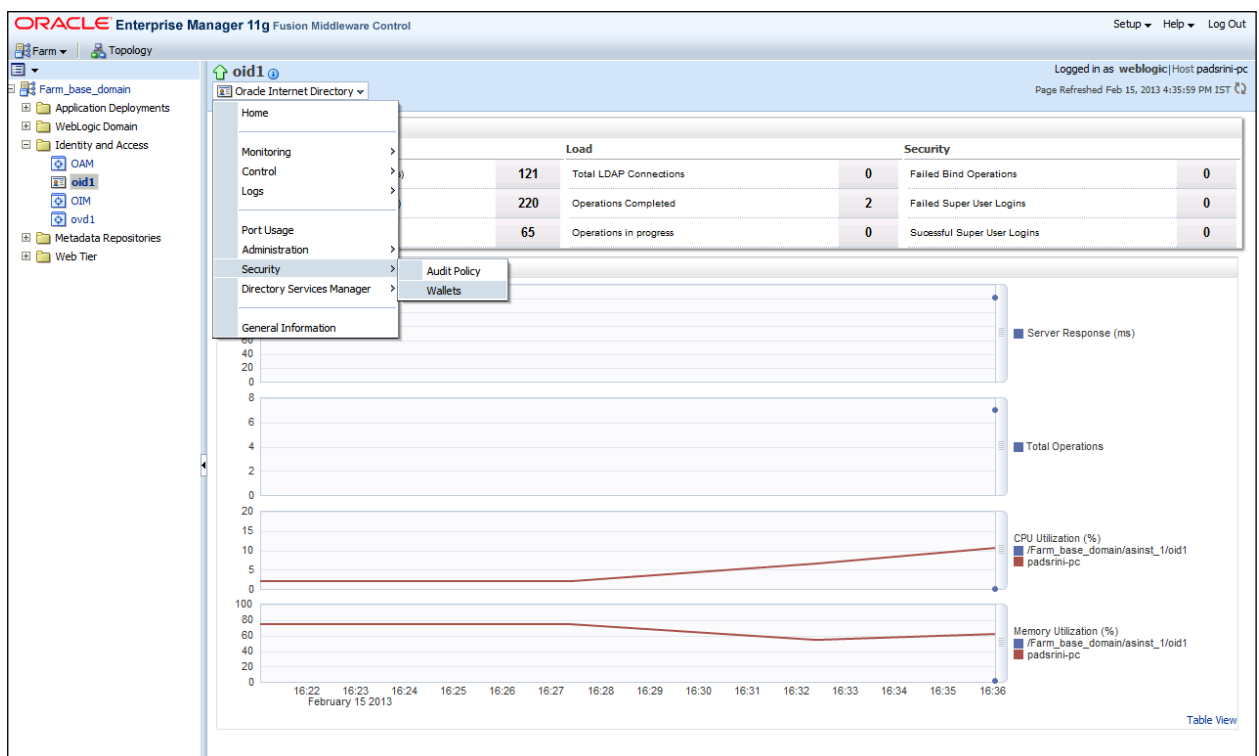 ORACLE Enterprise Manager 11g Fusion Middleware Control
Setup Help Log Out
Farm Topology
Farm_base_domain
Application Deployments
WebLogic Domain
Identity and Access
OAM
oid1
OIM
ovd1
Metadata Repositories
Web Tier
oid1
Logged in as weblogic|Host padsrini-pc
Oracle Internet Directory
Page Refreshed Feb 15, 2013 4:35:59 PM IST
Home
Monitoring
Control
Logs
Port Usage
Administration
Security
Directory Services Manager
General Information
Audit Policy
Wallets
Load Security
121 Total LDAP Connections 0 Failed Bind Operations 0
220 Operations Completed 2 Failed Super User Logins 0
65 Operations in progress 0 Sucessful Super User Logins 0
60
40
20
0
Server Response (ms)
8
6
4
2
0
Total Operations
20
15
10
5
0
CPU Utilization (%)
/Farm_base_domain/asinst_1/oid1
padsrini-pc
100
80
60
40
20
0
Memory Utilization (%)
/Farm_base_domain/asinst_1/oid1
padsrini-pc
16:22 16:23 16:24 16:25 16:26 16:27 16:28 16:29 16:30 16:31 16:32 16:33 16:34 16:35 16:36
February 15 2013
Table View